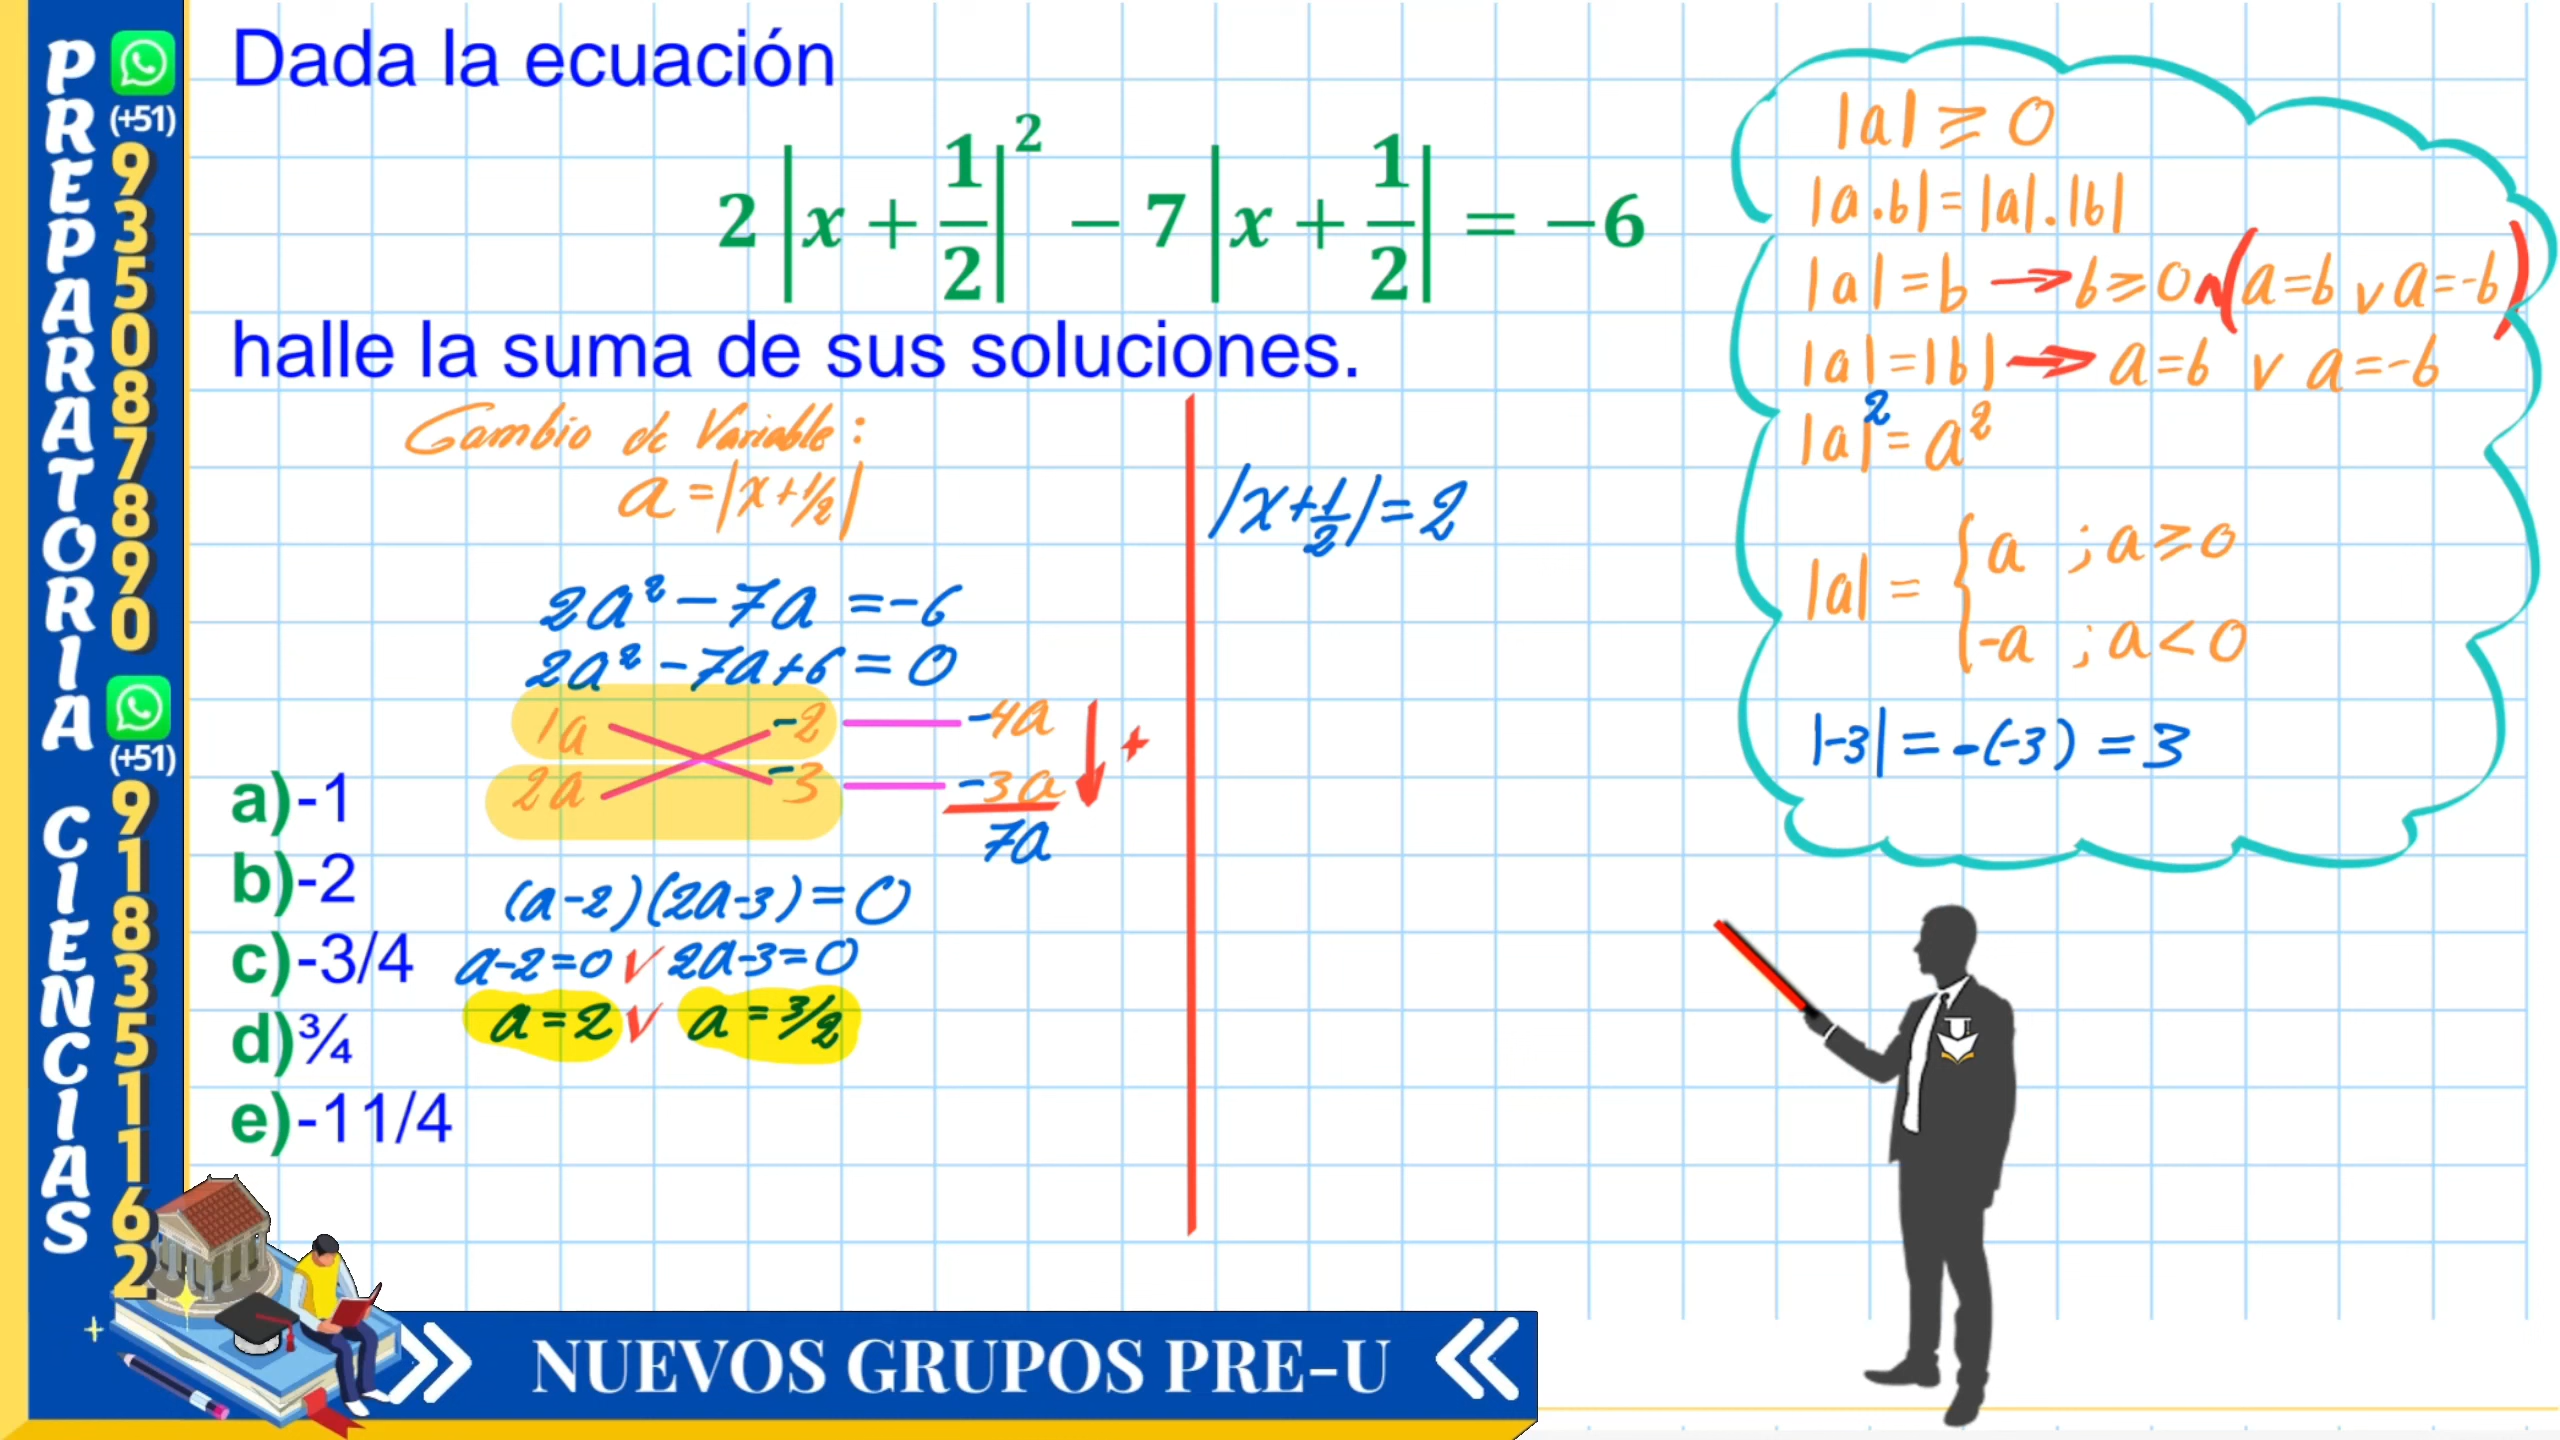 PREPARATORIA CIENCIAS
(+51)
935087890
(+51)
918351162
Dada la ecuación
2|x + 1/2|² − 7|x + 1/2| = −6
halle la suma de sus soluciones.
Cambio de Variable:
a = |x+1/2|
2a² − 7a = −6
2a² − 7a + 6 = 0
1a −2 −4a
2a −3 −3a +
7a
(a−2)(2a−3) = 0
a−2=0 v 2a−3=0
a = 2 v a = 3/2
a)-1
b)-2
c)-3/4
d)¾
e)-11/4
|x+1/2| = 2
|a| ≥ 0
|a.b| = |a|.|b|
|a| = b → b ≥ 0 ∧ (a=b v a=-b)
|a| = |b| → a=b v a=-b
|a|² = a²
|a| = { a ; a ≥ 0
-a ; a < 0
|-3| = -(-3) = 3
NUEVOS GRUPOS PRE-U